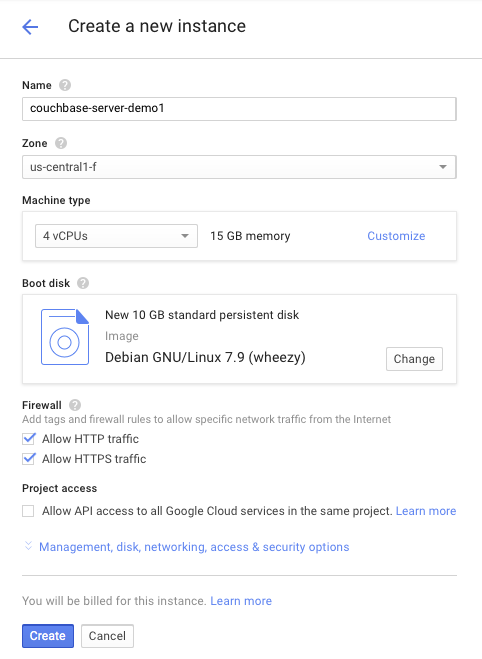 Create a new instance
Name ?
couchbase-server-demo1
Zone ?
us-central1-f
Machine type
4 vCPUs 15 GB memory Customize
Boot disk ?
New 10 GB standard persistent disk
Image
Debian GNU/Linux 7.9 (wheezy)
Change
Firewall ?
Add tags and firewall rules to allow specific network traffic from the Internet
Allow HTTP traffic
Allow HTTPS traffic
Project access
Allow API access to all Google Cloud services in the same project. Learn more
Management, disk, networking, access & security options
You will be billed for this instance. Learn more
Create Cancel